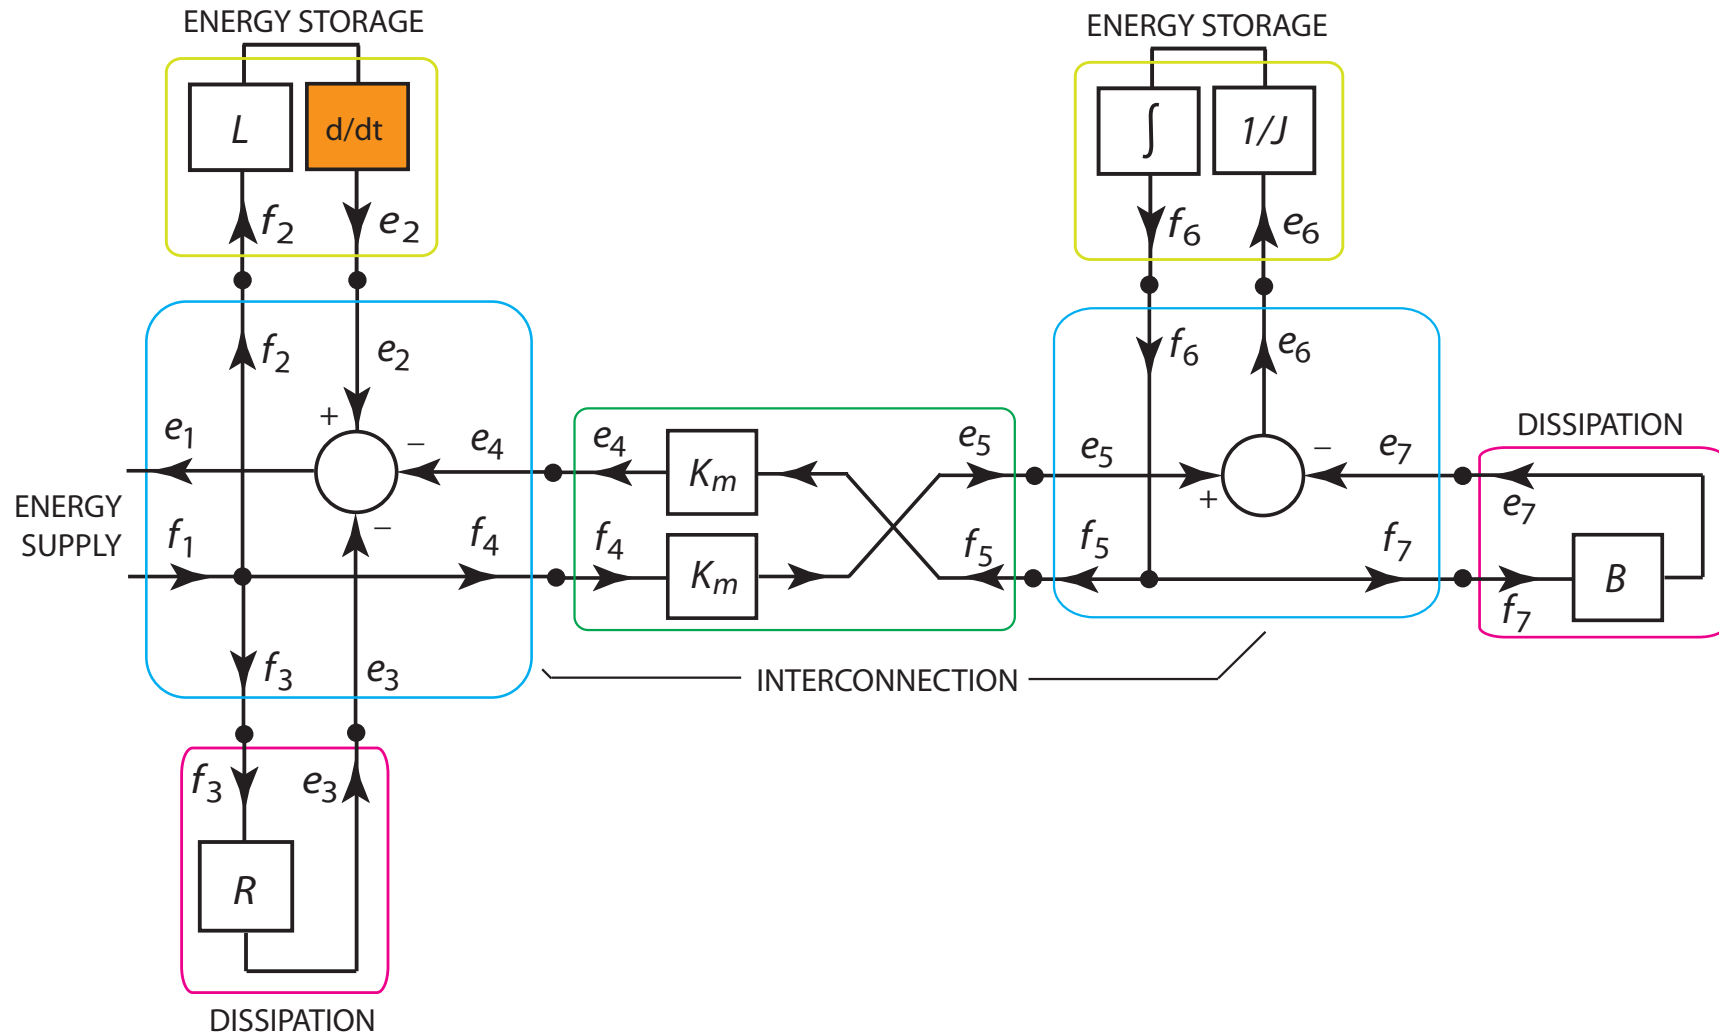 ENERGY STORAGE
ENERGY STORAGE
L
d/dt
∫
1/J
f2
e2
f6
e6
f2
e2
f6
e6
+
−
e1
e4
e4
Km
e5
e5
+
−
e7
DISSIPATION
e7
ENERGY
SUPPLY
f1
−
f4
f4
Km
f5
f5
f7
f7
B
f3
e3
INTERCONNECTION
f3
e3
R
DISSIPATION